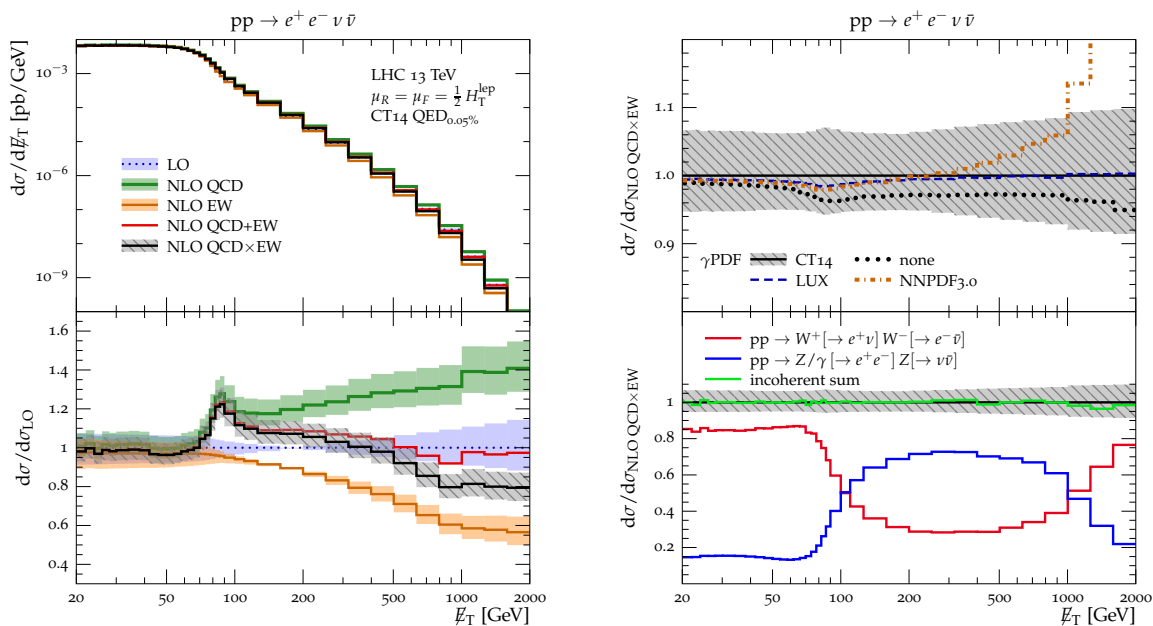 pp → e⁺ e⁻ ν ν̄
dσ/dE̸_T [pb/GeV]
10⁻³
10⁻⁶
10⁻⁹
LHC 13 TeV
μ_R = μ_F = ½ H_T^lep
CT14 QED_0.05%
LO
NLO QCD
NLO EW
NLO QCD+EW
NLO QCD×EW
dσ/dσ_LO
1.6
1.4
1.2
1
0.8
0.6
0.4
20 50 100 200 500 1000 2000
E̸_T [GeV]
pp → e⁺ e⁻ ν ν̄
dσ/dσ_NLO QCD×EW
1.1
1.0
0.9
γPDF
CT14
LUX
none
NNPDF3.0
dσ/dσ_NLO QCD×EW
pp → W⁺[→ e⁺ν] W⁻[→ e⁻ν̄]
pp → Z/γ [→ e⁺e⁻] Z[→ νν̄]
incoherent sum
1
0.8
0.6
0.4
0.2
20 50 100 200 500 1000 2000
E̸_T [GeV]